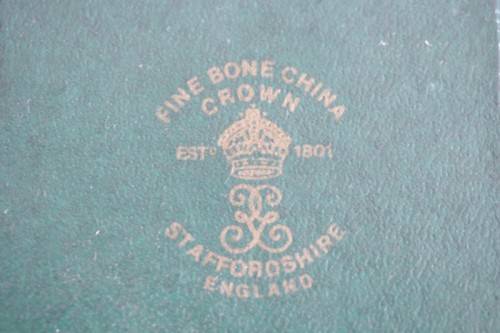 FINE BONE CHINA
CROWN
ESTD 1801
STAFFORDSHIRE
ENGLAND